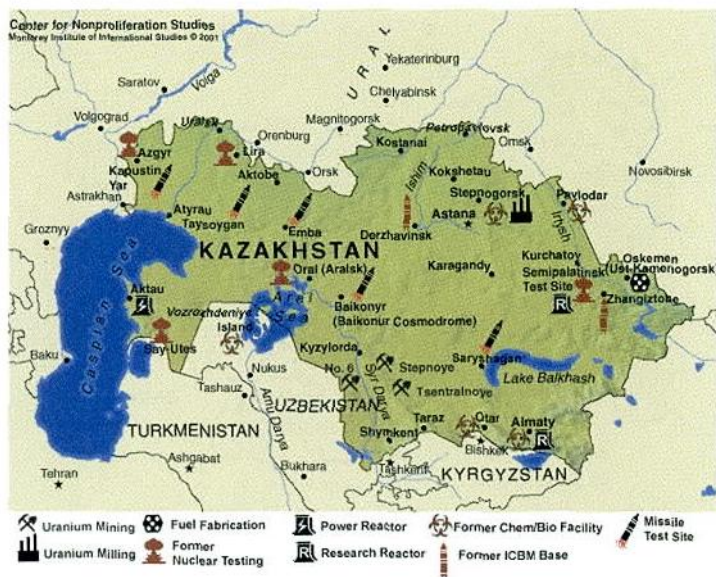 Center for Nonproliferation Studies
Monterey Institute of International Studies © 2001
URAL
Yekaterinburg
Chelyabinsk
Saratov
Volga
Volgograd
Uralsk
Orenburg
Magnitogorsk
Petropavlovsk
Kostanai
Omsk
Novosibirsk
Azgyr
Lira
Kapustin
Yar
Aktobe
Orsk
Ishim
Kokshetau
Stepnogorsk
Pavlodar
Astrakhan
Atyrau
Taysoygan
Emba
Derzhavinsk
Astana
Irtysh
Groznyy
KAZAKHSTAN
Karagandy
Kurchatov
Semipalatinsk
Test Site
Oskemen
(Ust-Kamenogorsk)
Zhangiztobe
Caspian Sea
Oral (Aralsk)
Aral
Sea
Aktau
Vozrozhdeniye
Island
Baikonyr
(Baikonur Cosmodrome)
Say-Utes
Kyzylorda
Saryshagan
Lake Balkhash
Baku
Nukus
No. 6
Stepnoye
Syr Darya
Tsentralnoye
Tashauz
Amu Darya
UZBEKISTAN
TURKMENISTAN
Shymkent
Taraz
Otar
Almaty
Bishkek
Tashkent
KYRGYZSTAN
Tehran
Ashgabat
Bukhara
Uranium Mining
Fuel Fabrication
Power Reactor
Former Chem/Bio Facility
Missile
Test Site
Uranium Milling
Former
Nuclear Testing
Research Reactor
Former ICBM Base